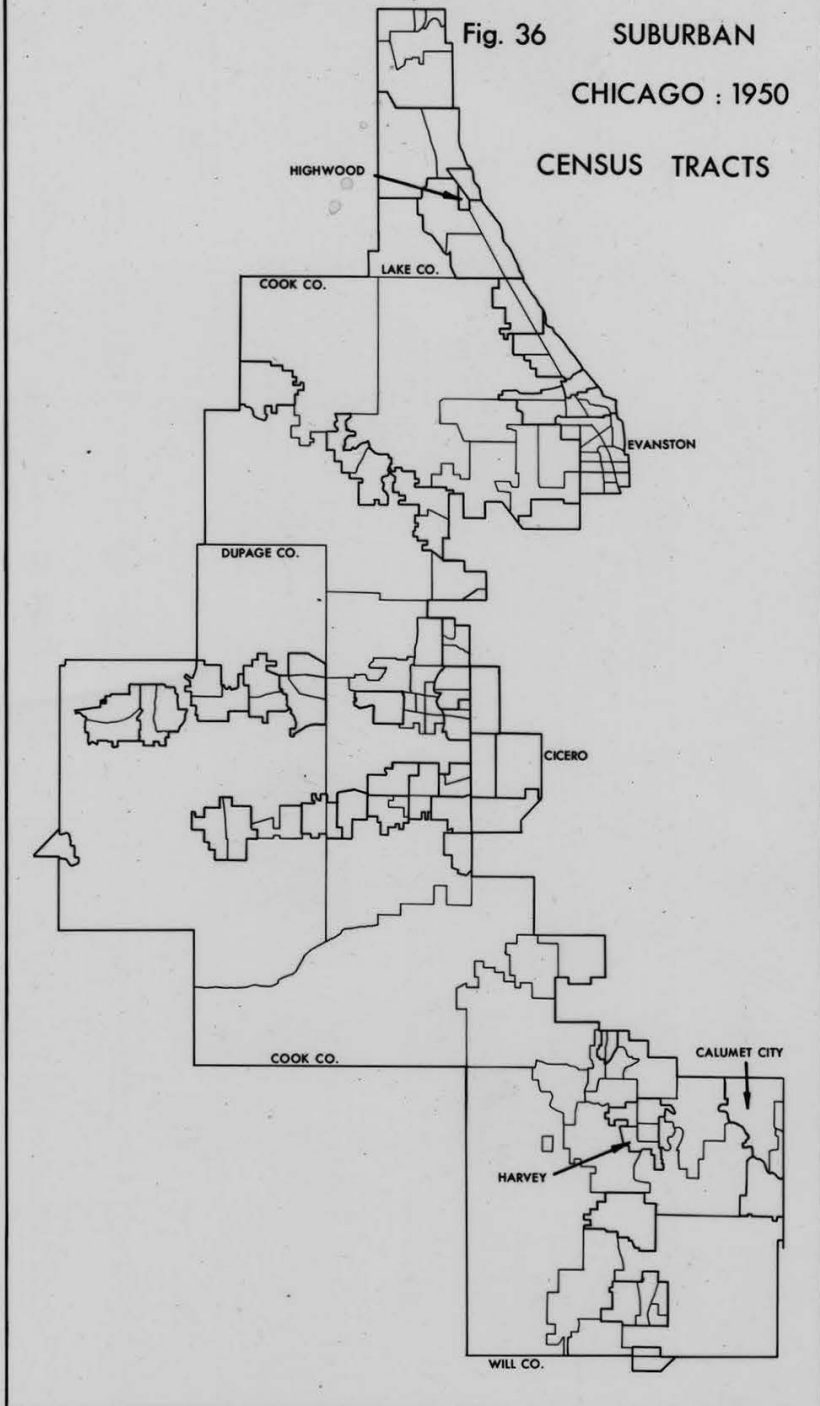 Fig. 36 SUBURBAN
CHICAGO : 1950
CENSUS TRACTS
HIGHWOOD
LAKE CO.
COOK CO.
EVANSTON
DUPAGE CO.
CICERO
COOK CO.
CALUMET CITY
HARVEY
WILL CO.